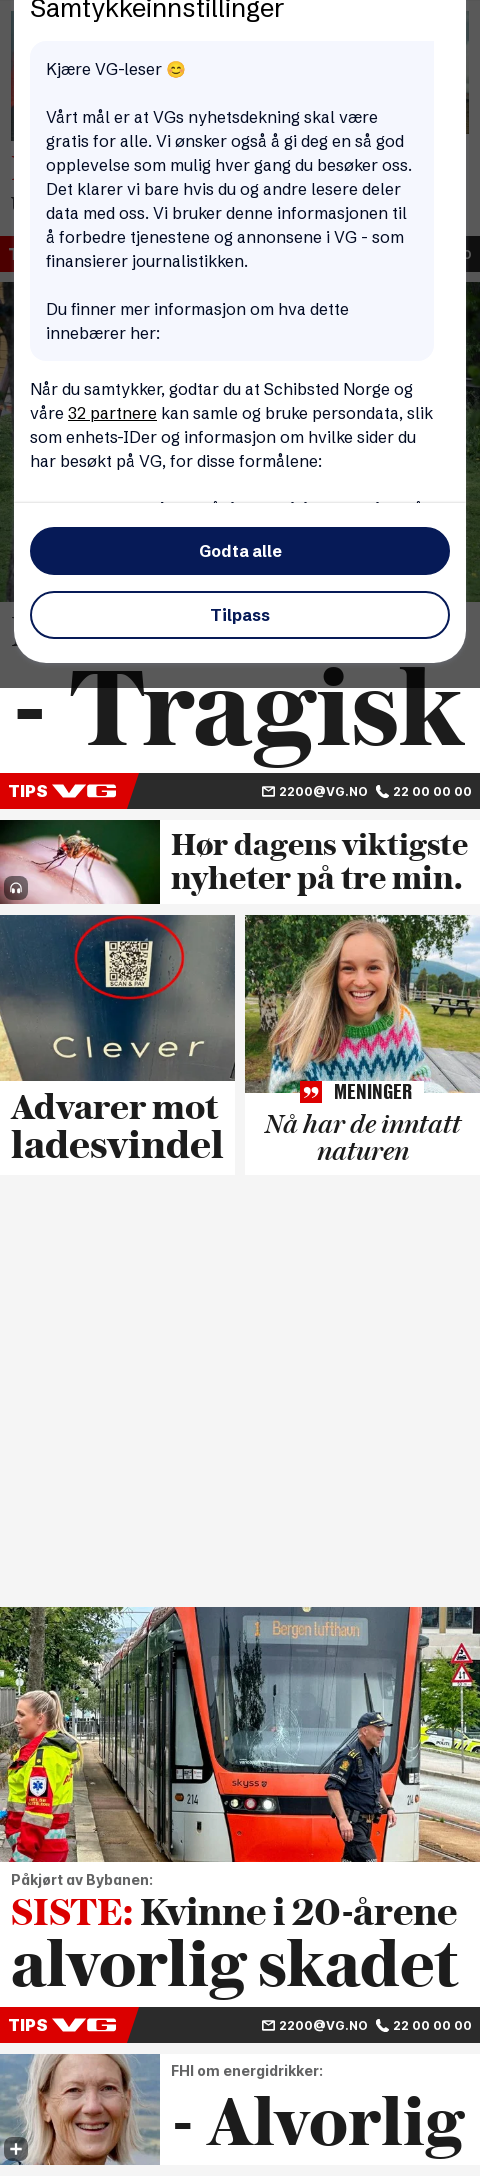 Samtykkeinnstillinger
Kjære VG-leser 😊
Vårt mål er at VGs nyhetsdekning skal være
gratis for alle. Vi ønsker også å gi deg en så god
opplevelse som mulig hver gang du besøker oss.
Det klarer vi bare hvis du og andre lesere deler
data med oss. Vi bruker denne informasjonen til
å forbedre tjenestene og annonsene i VG - som
finansierer journalistikken.
Du finner mer informasjon om hva dette
innebærer her:
Når du samtykker, godtar du at Schibsted Norge og
våre 32 partnere kan samle og bruke persondata, slik
som enhets-IDer og informasjon om hvilke sider du
har besøkt på VG, for disse formålene:
Godta alle
Tilpass
- Tragisk
TIPS VG 2200@VG.NO 22 00 00 00
Hør dagens viktigste
nyheter på tre min.
SCAN & PAY
Clever
Advarer mot
ladesvindel
MENINGER
Nå har de inntatt
naturen
1 Bergen lufthavn
skyss
214
214
POLITI
Påkjørt av Bybanen:
SISTE: Kvinne i 20-årene
alvorlig skadet
TIPS VG 2200@VG.NO 22 00 00 00
FHI om energidrikker:
- Alvorlig